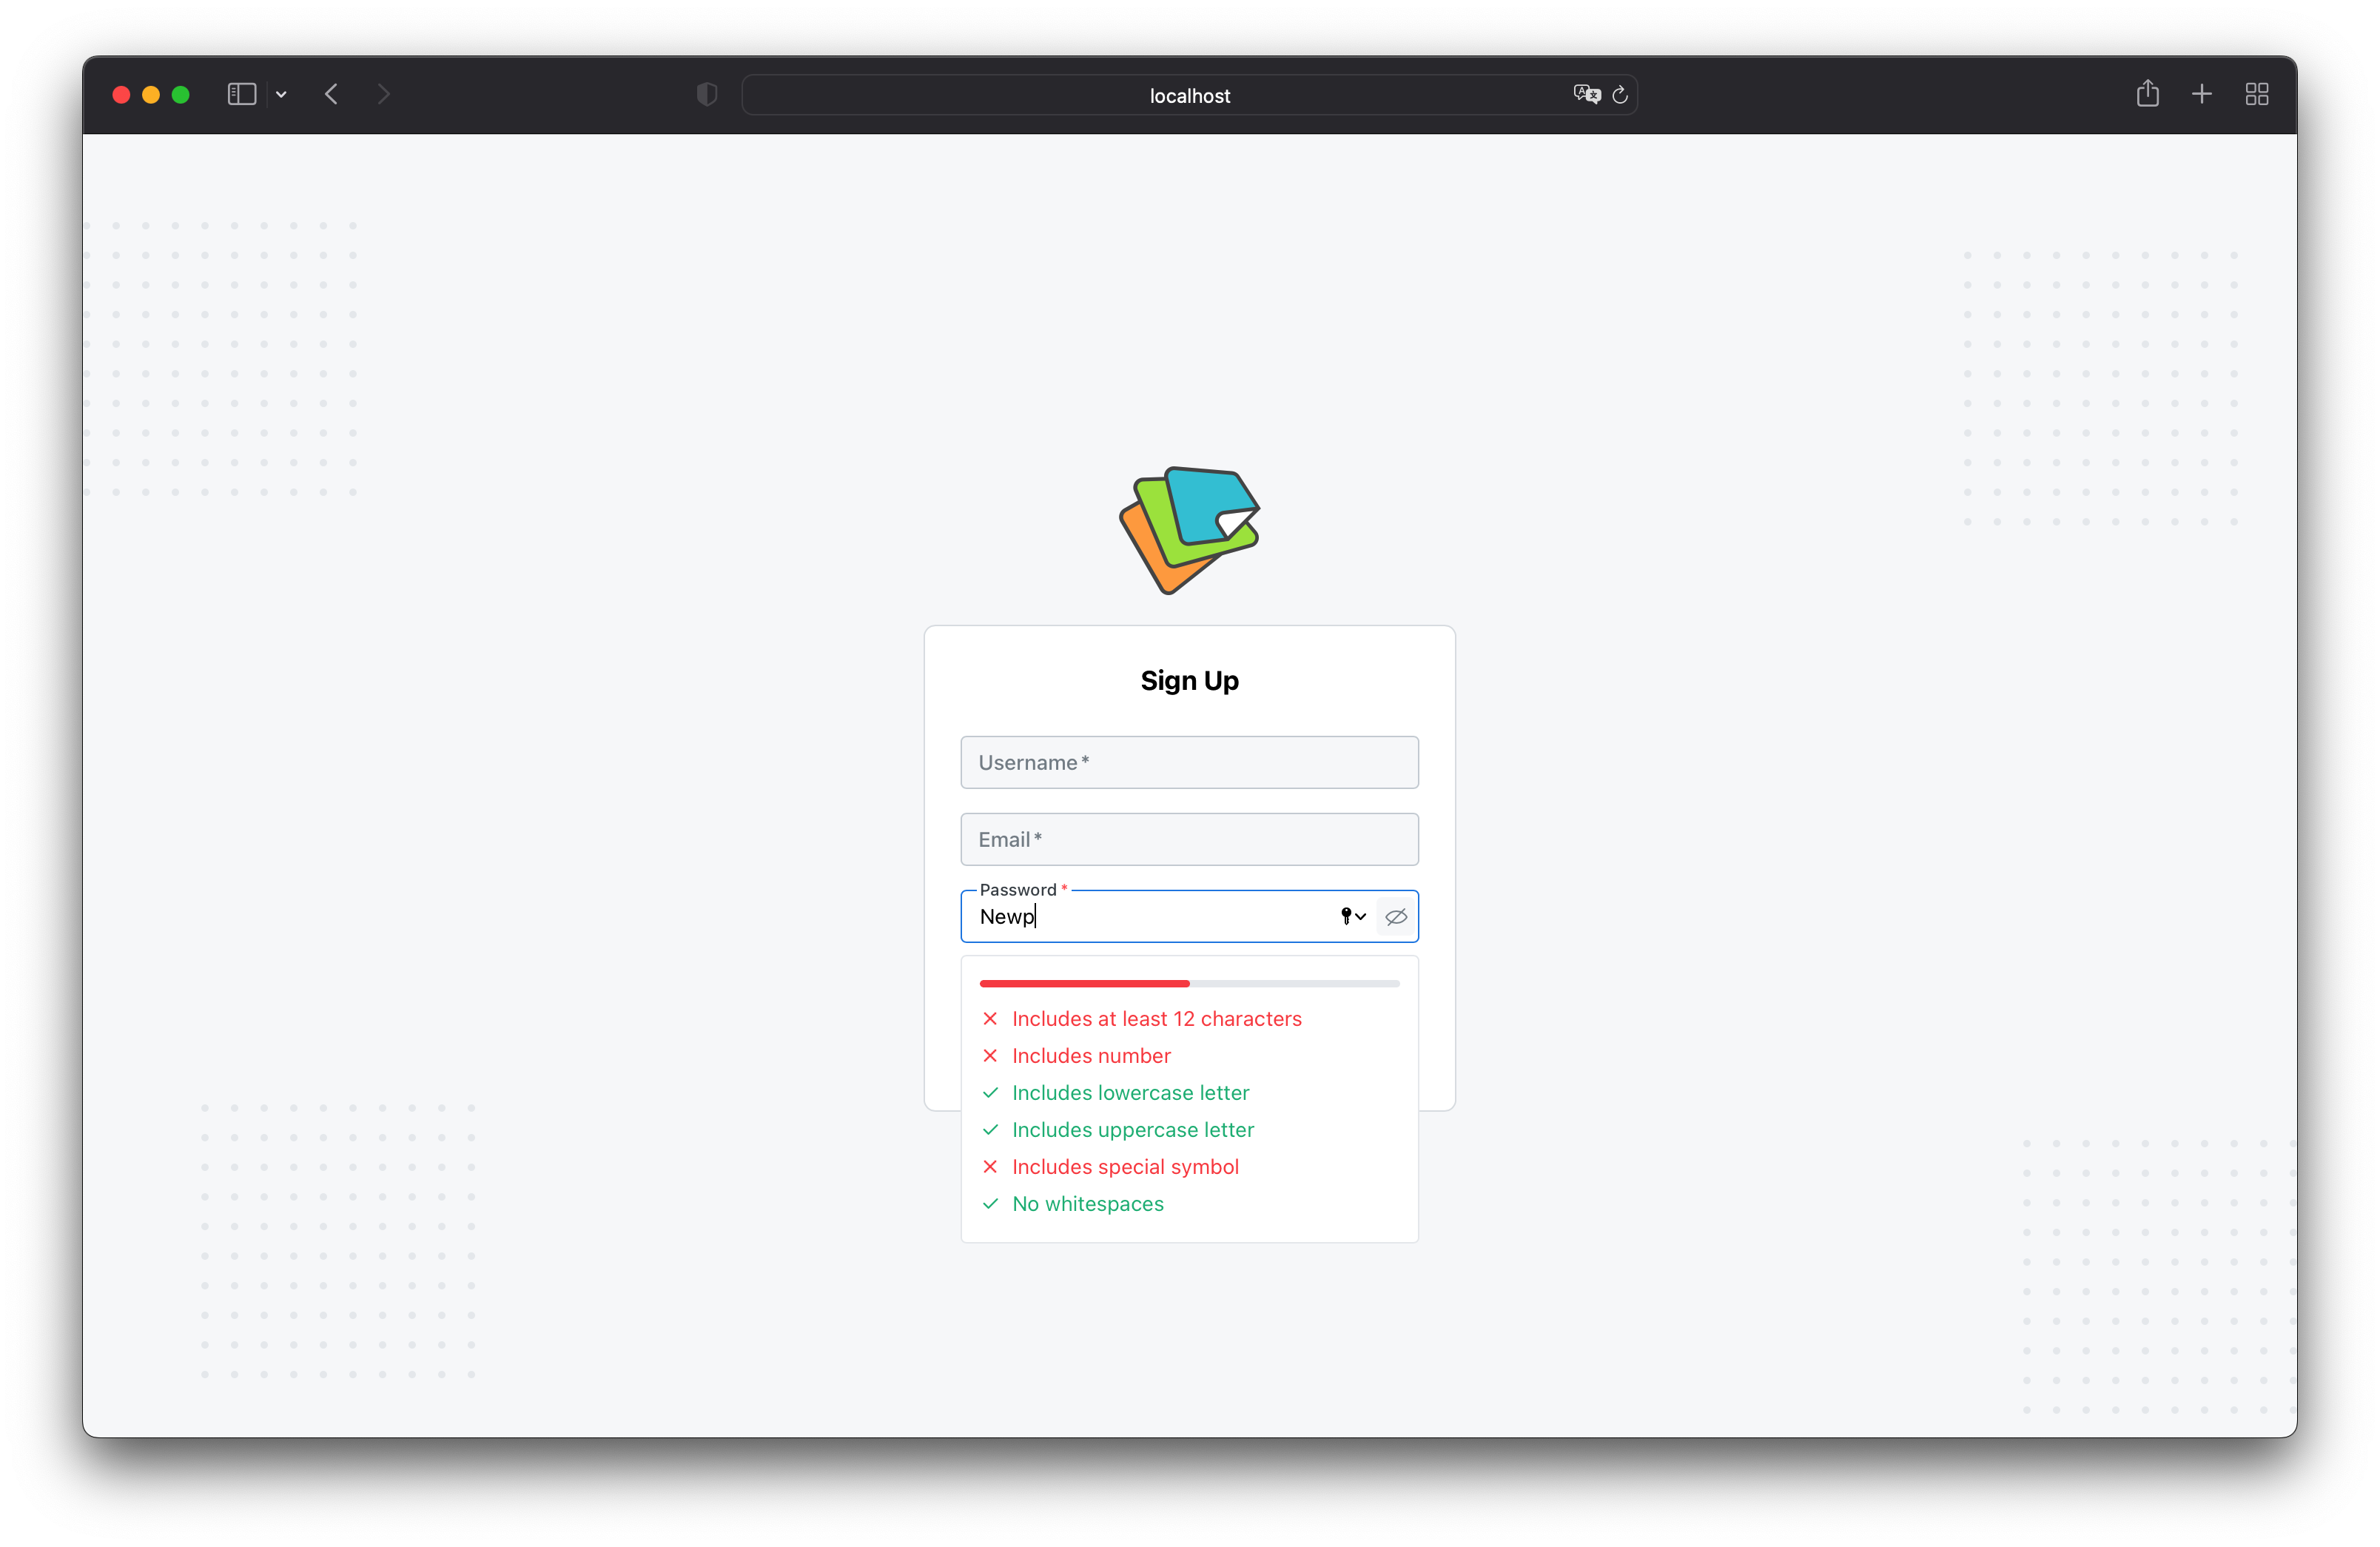 localhost
Sign Up
Username*
Email*
Password *
Newp
Includes at least 12 characters
Includes number
Includes lowercase letter
Includes uppercase letter
Includes special symbol
No whitespaces